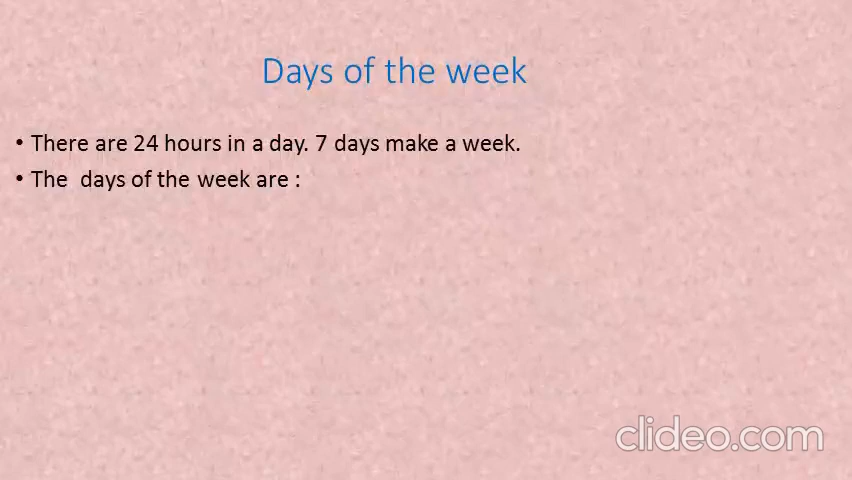 Days of the week
• There are 24 hours in a day. 7 days make a week.
• The  days of the week are :
clideo.com